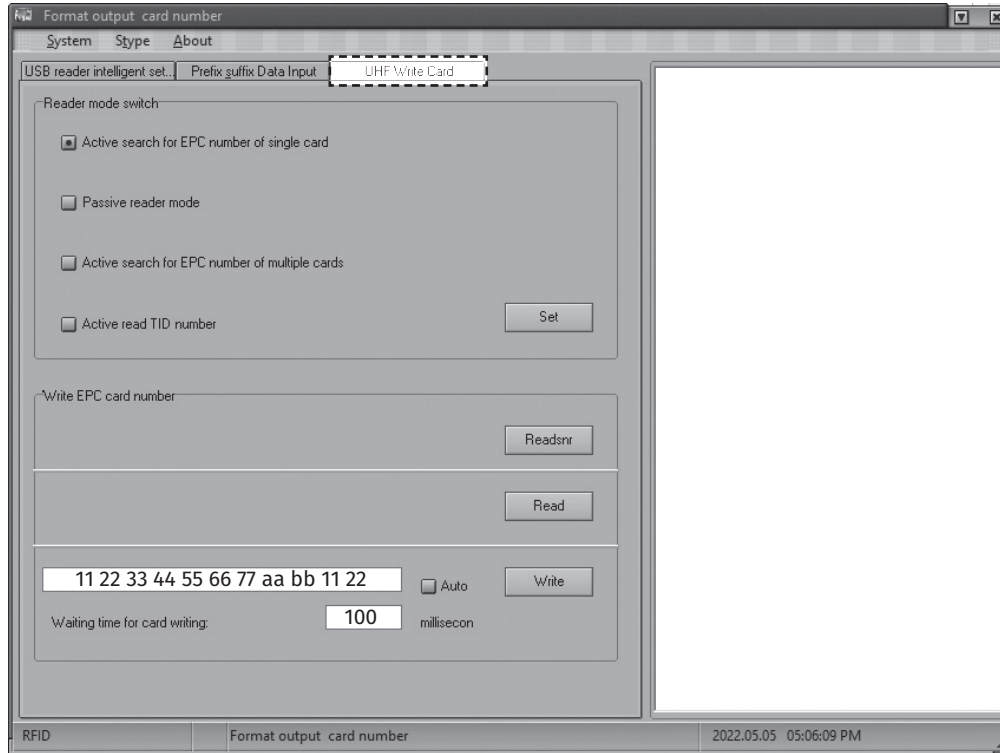 Format output card number
System Stype About
USB reader intelligent set... Prefix suffix Data Input UHF Write Card
Reader mode switch
Active search for EPC number of single card
Passive reader mode
Active search for EPC number of multiple cards
Active read TID number
Set
Write EPC card number
Readsnr
Read
11 22 33 44 55 66 77 aa bb 11 22
Auto
Write
Waiting time for card writing:
100
millisecon
RFID
Format output card number
2022.05.05 05:06:09 PM